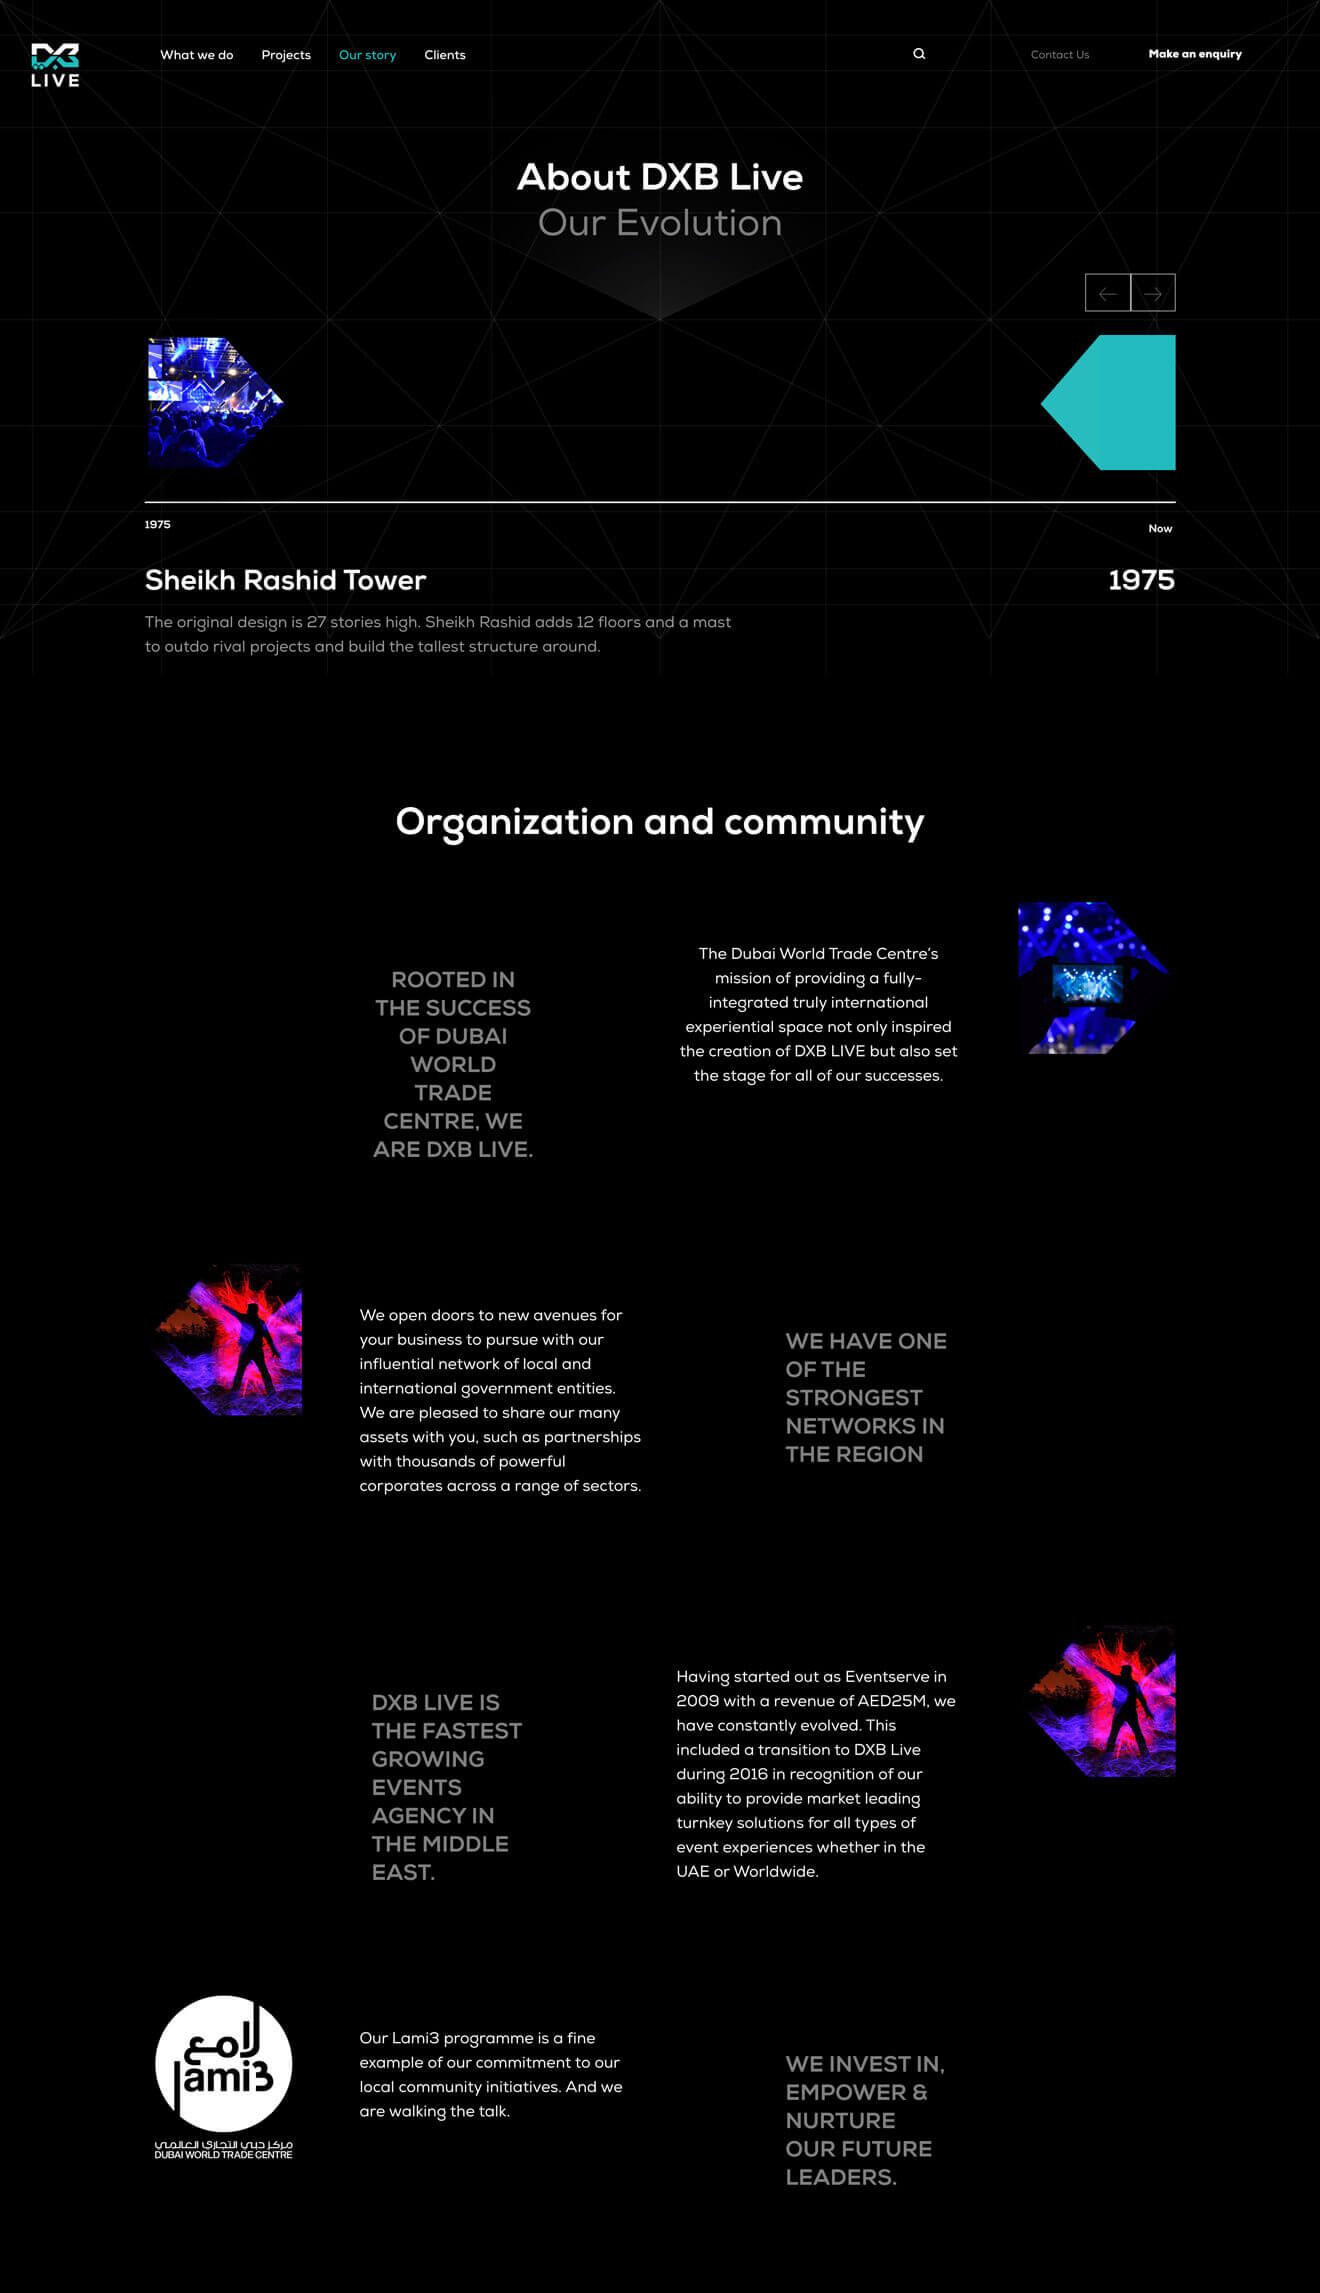 DXB
LIVE
What we do
Projects
Our story
Clients
Contact Us
Make an enquiry
About DXB Live
Our Evolution
1975
Now
Sheikh Rashid Tower
1975
The original design is 27 stories high. Sheikh Rashid adds 12 floors and a mast
to outdo rival projects and build the tallest structure around.
Organization and community
ROOTED IN
THE SUCCESS
OF DUBAI
WORLD
TRADE
CENTRE, WE
ARE DXB LIVE.
The Dubai World Trade Centre’s
mission of providing a fully-
integrated truly international
experiential space not only inspired
the creation of DXB LIVE but also set
the stage for all of our successes.
We open doors to new avenues for
your business to pursue with our
influential network of local and
international government entities.
We are pleased to share our many
assets with you, such as partnerships
with thousands of powerful
corporates across a range of sectors.
WE HAVE ONE
OF THE
STRONGEST
NETWORKS IN
THE REGION
DXB LIVE IS
THE FASTEST
GROWING
EVENTS
AGENCY IN
THE MIDDLE
EAST.
Having started out as Eventserve in
2009 with a revenue of AED25M, we
have constantly evolved. This
included a transition to DXB Live
during 2016 in recognition of our
ability to provide market leading
turnkey solutions for all types of
event experiences whether in the
UAE or Worldwide.
لامع
lami3
مركز دبي التجاري العالمي
DUBAI WORLD TRADE CENTRE
Our Lami3 programme is a fine
example of our commitment to our
local community initiatives. And we
are walking the talk.
WE INVEST IN,
EMPOWER &
NURTURE
OUR FUTURE
LEADERS.